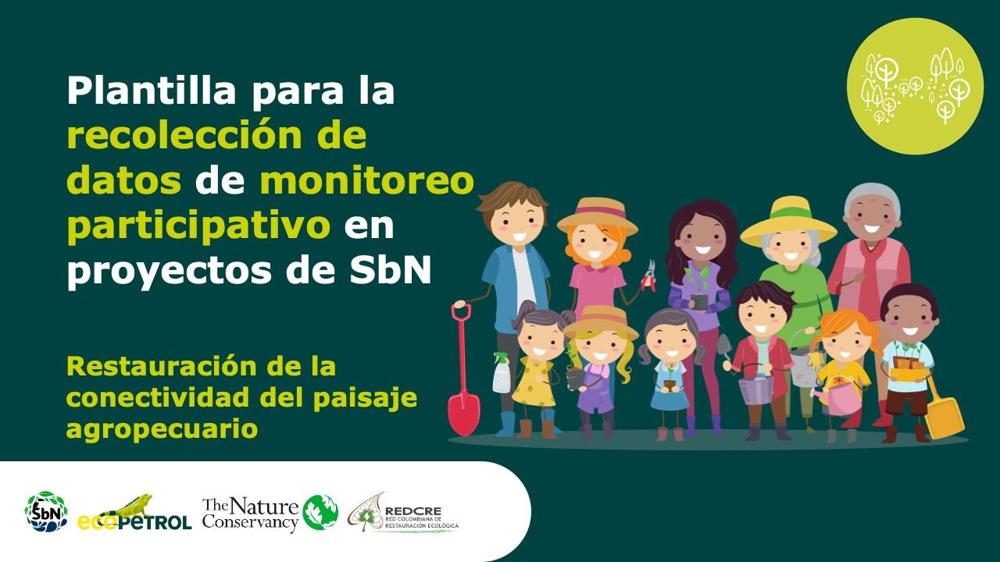 Plantilla para la
recolección de
datos de monitoreo
participativo en
proyectos de SbN
Restauración de la
conectividad del paisaje
agropecuario
SbN
ecopetrol
The Nature
Conservancy
REDCRE
RED COLOMBIANA DE
RESTAURACIÓN ECOLÓGICA